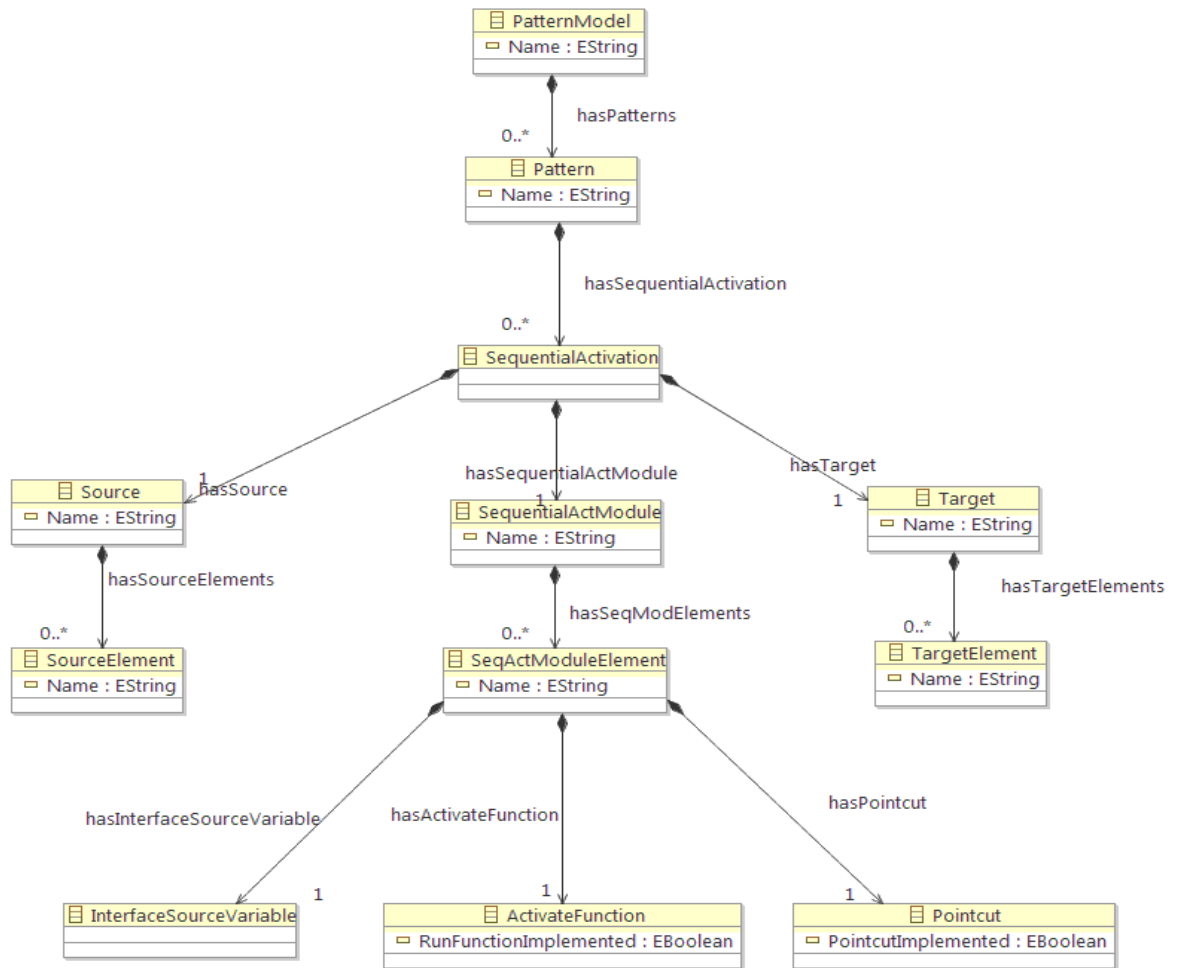 PatternModel
Name : EString
hasPatterns
0..*
Pattern
Name : EString
hasSequentialActivation
0..*
SequentialActivation
1
hasSource
hasSequentialActModule
1
hasTarget
1
Source
Name : EString
SequentialActModule
Name : EString
Target
Name : EString
hasSourceElements
0..*
hasSeqModElements
0..*
hasTargetElements
0..*
SourceElement
Name : EString
SeqActModuleElement
Name : EString
TargetElement
Name : EString
hasInterfaceSourceVariable
1
hasActivateFunction
1
hasPointcut
1
InterfaceSourceVariable
ActivateFunction
RunFunctionImplemented : EBoolean
Pointcut
PointcutImplemented : EBoolean